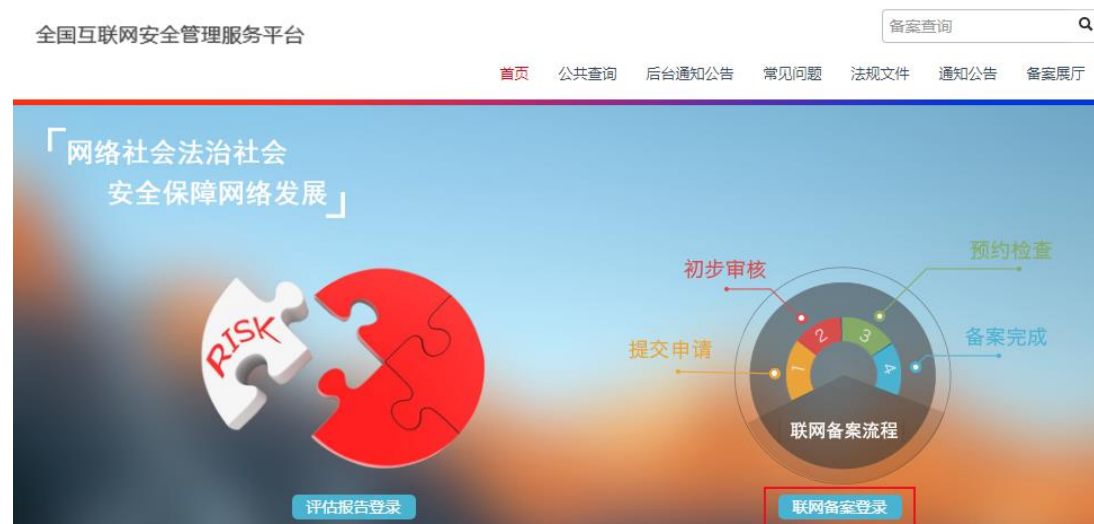 全国互联网安全管理服务平台
备案查询
首页 公共查询 后台通知公告 常见问题 法规文件 通知公告 备案展厅
「网络社会法治社会
安全保障网络发展」
RISK
提交申请
初步审核
预约检查
备案完成
1 2 3 4
联网备案流程
评估报告登录
联网备案登录